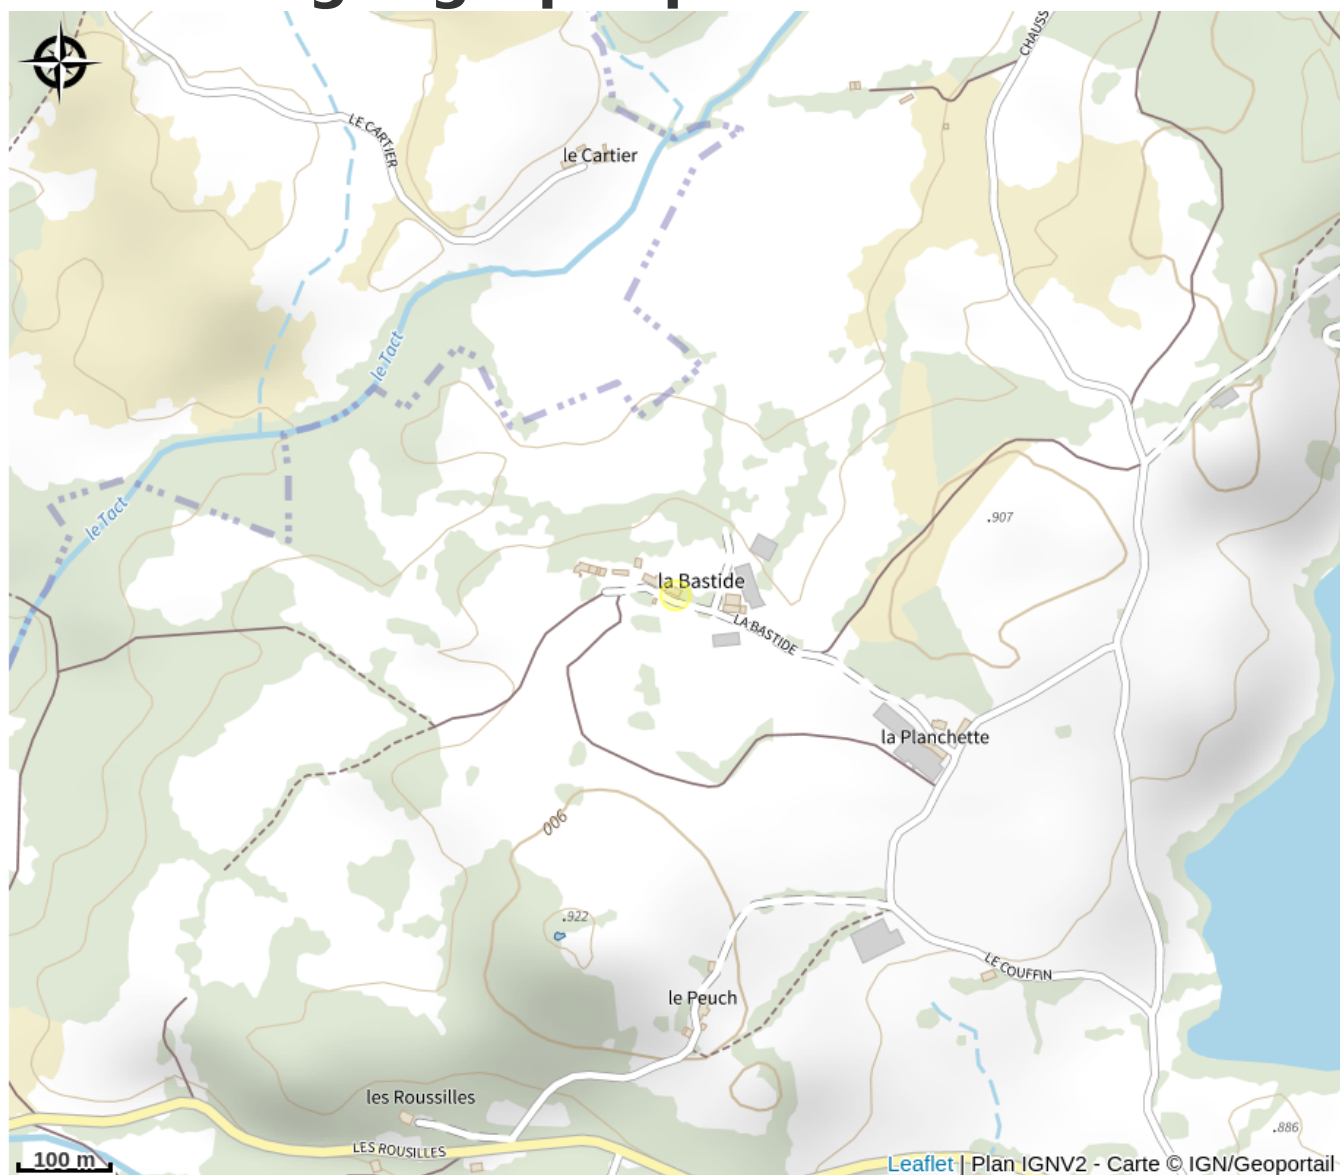 CHAUSS
LE CARTIER
le Cartier
le Tact
le Tact
.907
la Bastide
LA BASTIDE
la Planchette
900
.922
LE COUFFIN
le Peuch
les Roussilles
LES ROUSILLES
.886
100 m
Leaflet | Plan IGNV2 - Carte © IGN/Geoportail